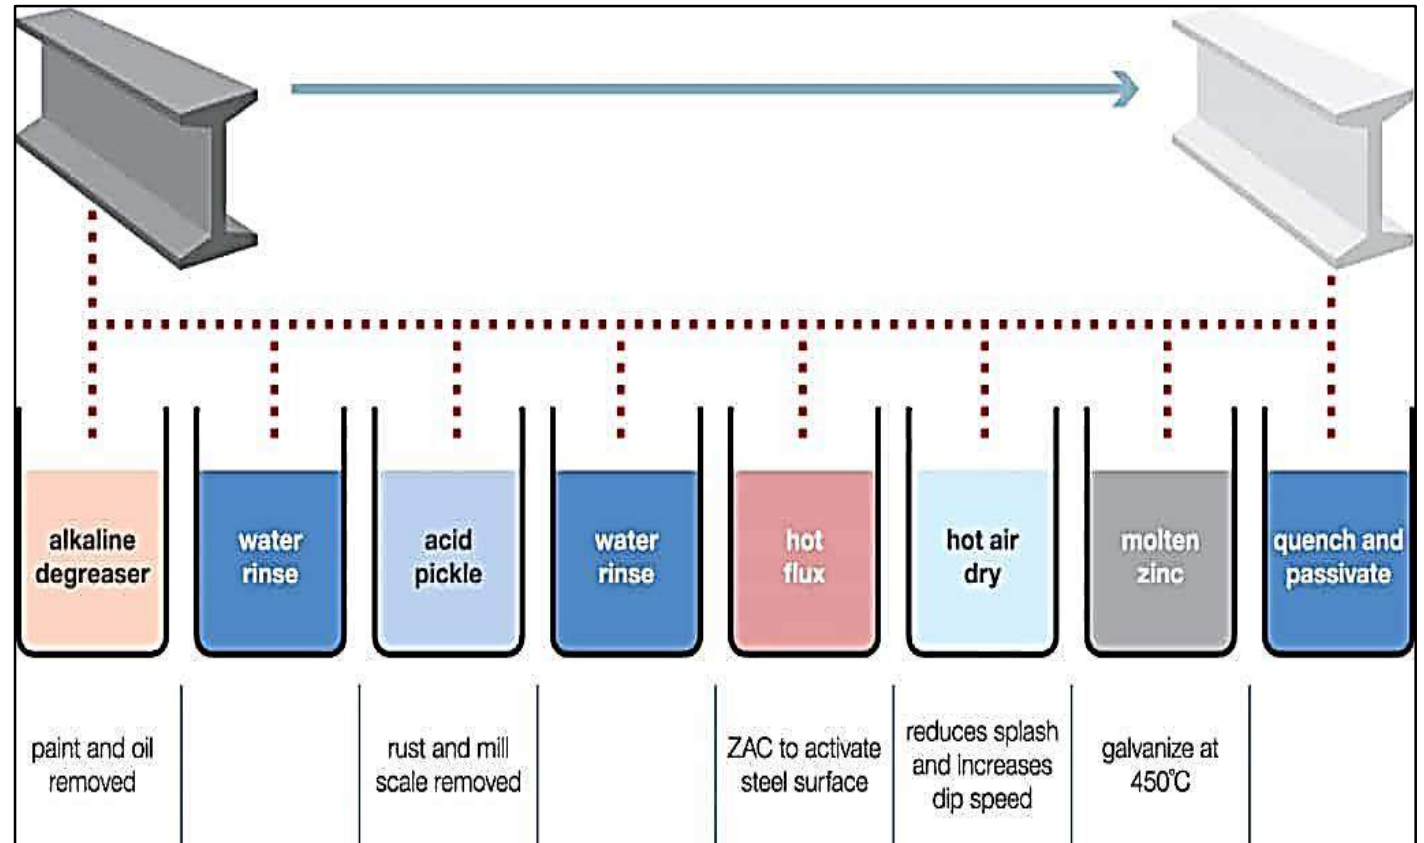 alkaline
degreaser
water
rinse
acid
pickle
water
rinse
hot
flux
hot air
dry
molten
zinc
quench and
passivate
paint and oil
removed
rust and mill
scale removed
ZAC to activate
steel surface
reduces splash
and increases
dip speed
galvanize at
450°C